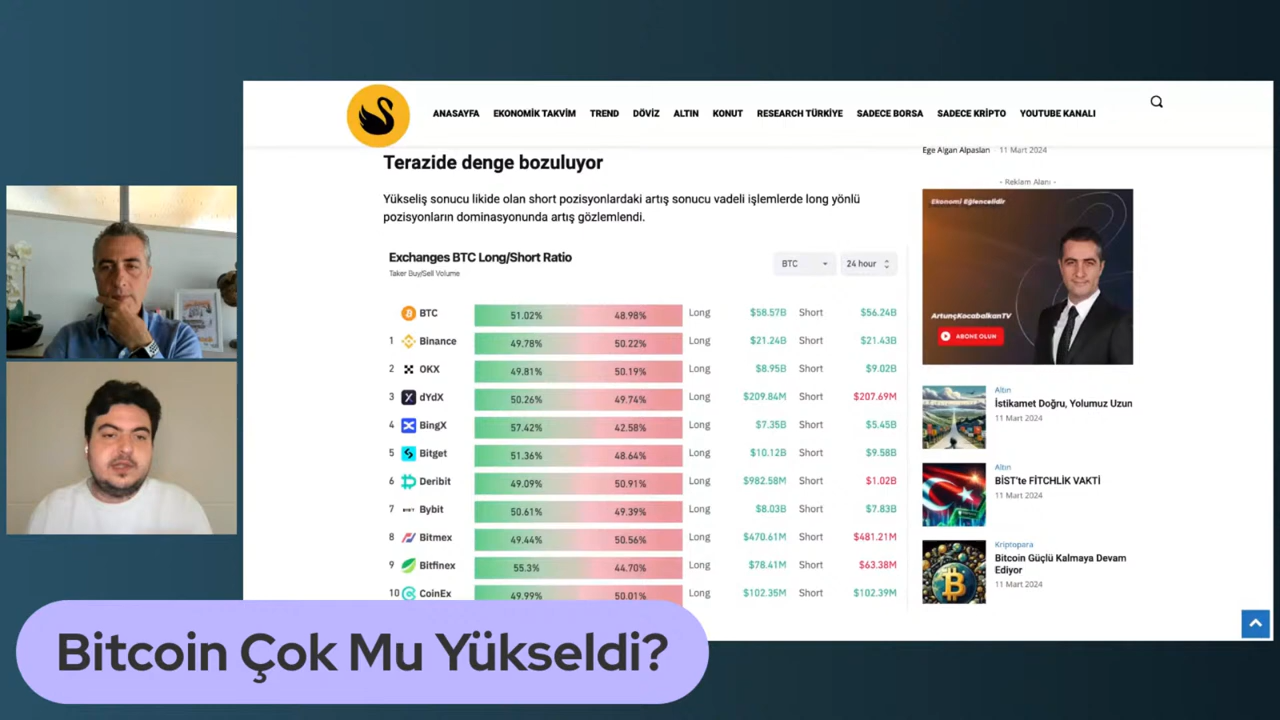 ANASAYFA EKONOMİK TAKVİM TREND DÖVİZ ALTIN KONUT RESEARCH TÜRKİYE SADECE BORSA SADECE KRİPTO YOUTUBE KANALI
Terazide denge bozuluyor
Yükseliş sonucu likide olan short pozisyonlardaki artış sonucu vadeli işlemlerde long yönlü
pozisyonların dominasyonunda artış gözlemlendi.
Exchanges BTC Long/Short Ratio
Taker Buy/Sell Volume
BTC 24 hour
BTC 51.02% 48.98% Long $58.57B Short $56.24B
1 Binance 49.78% 50.22% Long $21.24B Short $21.43B
2 OKX 49.81% 50.19% Long $8.95B Short $9.02B
3 dYdX 50.26% 49.74% Long $209.84M Short $207.69M
4 BingX 57.42% 42.58% Long $7.35B Short $5.45B
5 Bitget 51.36% 48.64% Long $10.12B Short $9.58B
6 Deribit 49.09% 50.91% Long $982.58M Short $1.02B
7 Bybit 50.61% 49.39% Long $8.03B Short $7.83B
8 Bitmex 49.44% 50.56% Long $470.61M Short $481.21M
9 Bitfinex 55.3% 44.70% Long $78.41M Short $63.38M
10 CoinEx 49.99% 50.01% Long $102.35M Short $102.39M
Ege Algan Alpaslan - 11 Mart 2024
- Reklam Alanı -
Ekonomi Eğlencelidir
ArtunçKocabalkanTV
ABONE OLUN
Altın
İstikamet Doğru, Yolumuz Uzun
11 Mart 2024
Altın
BİST'te FİTCHLİK VAKTİ
11 Mart 2024
Kriptopara
Bitcoin Güçlü Kalmaya Devam
Ediyor
11 Mart 2024
Bitcoin Çok Mu Yükseldi?